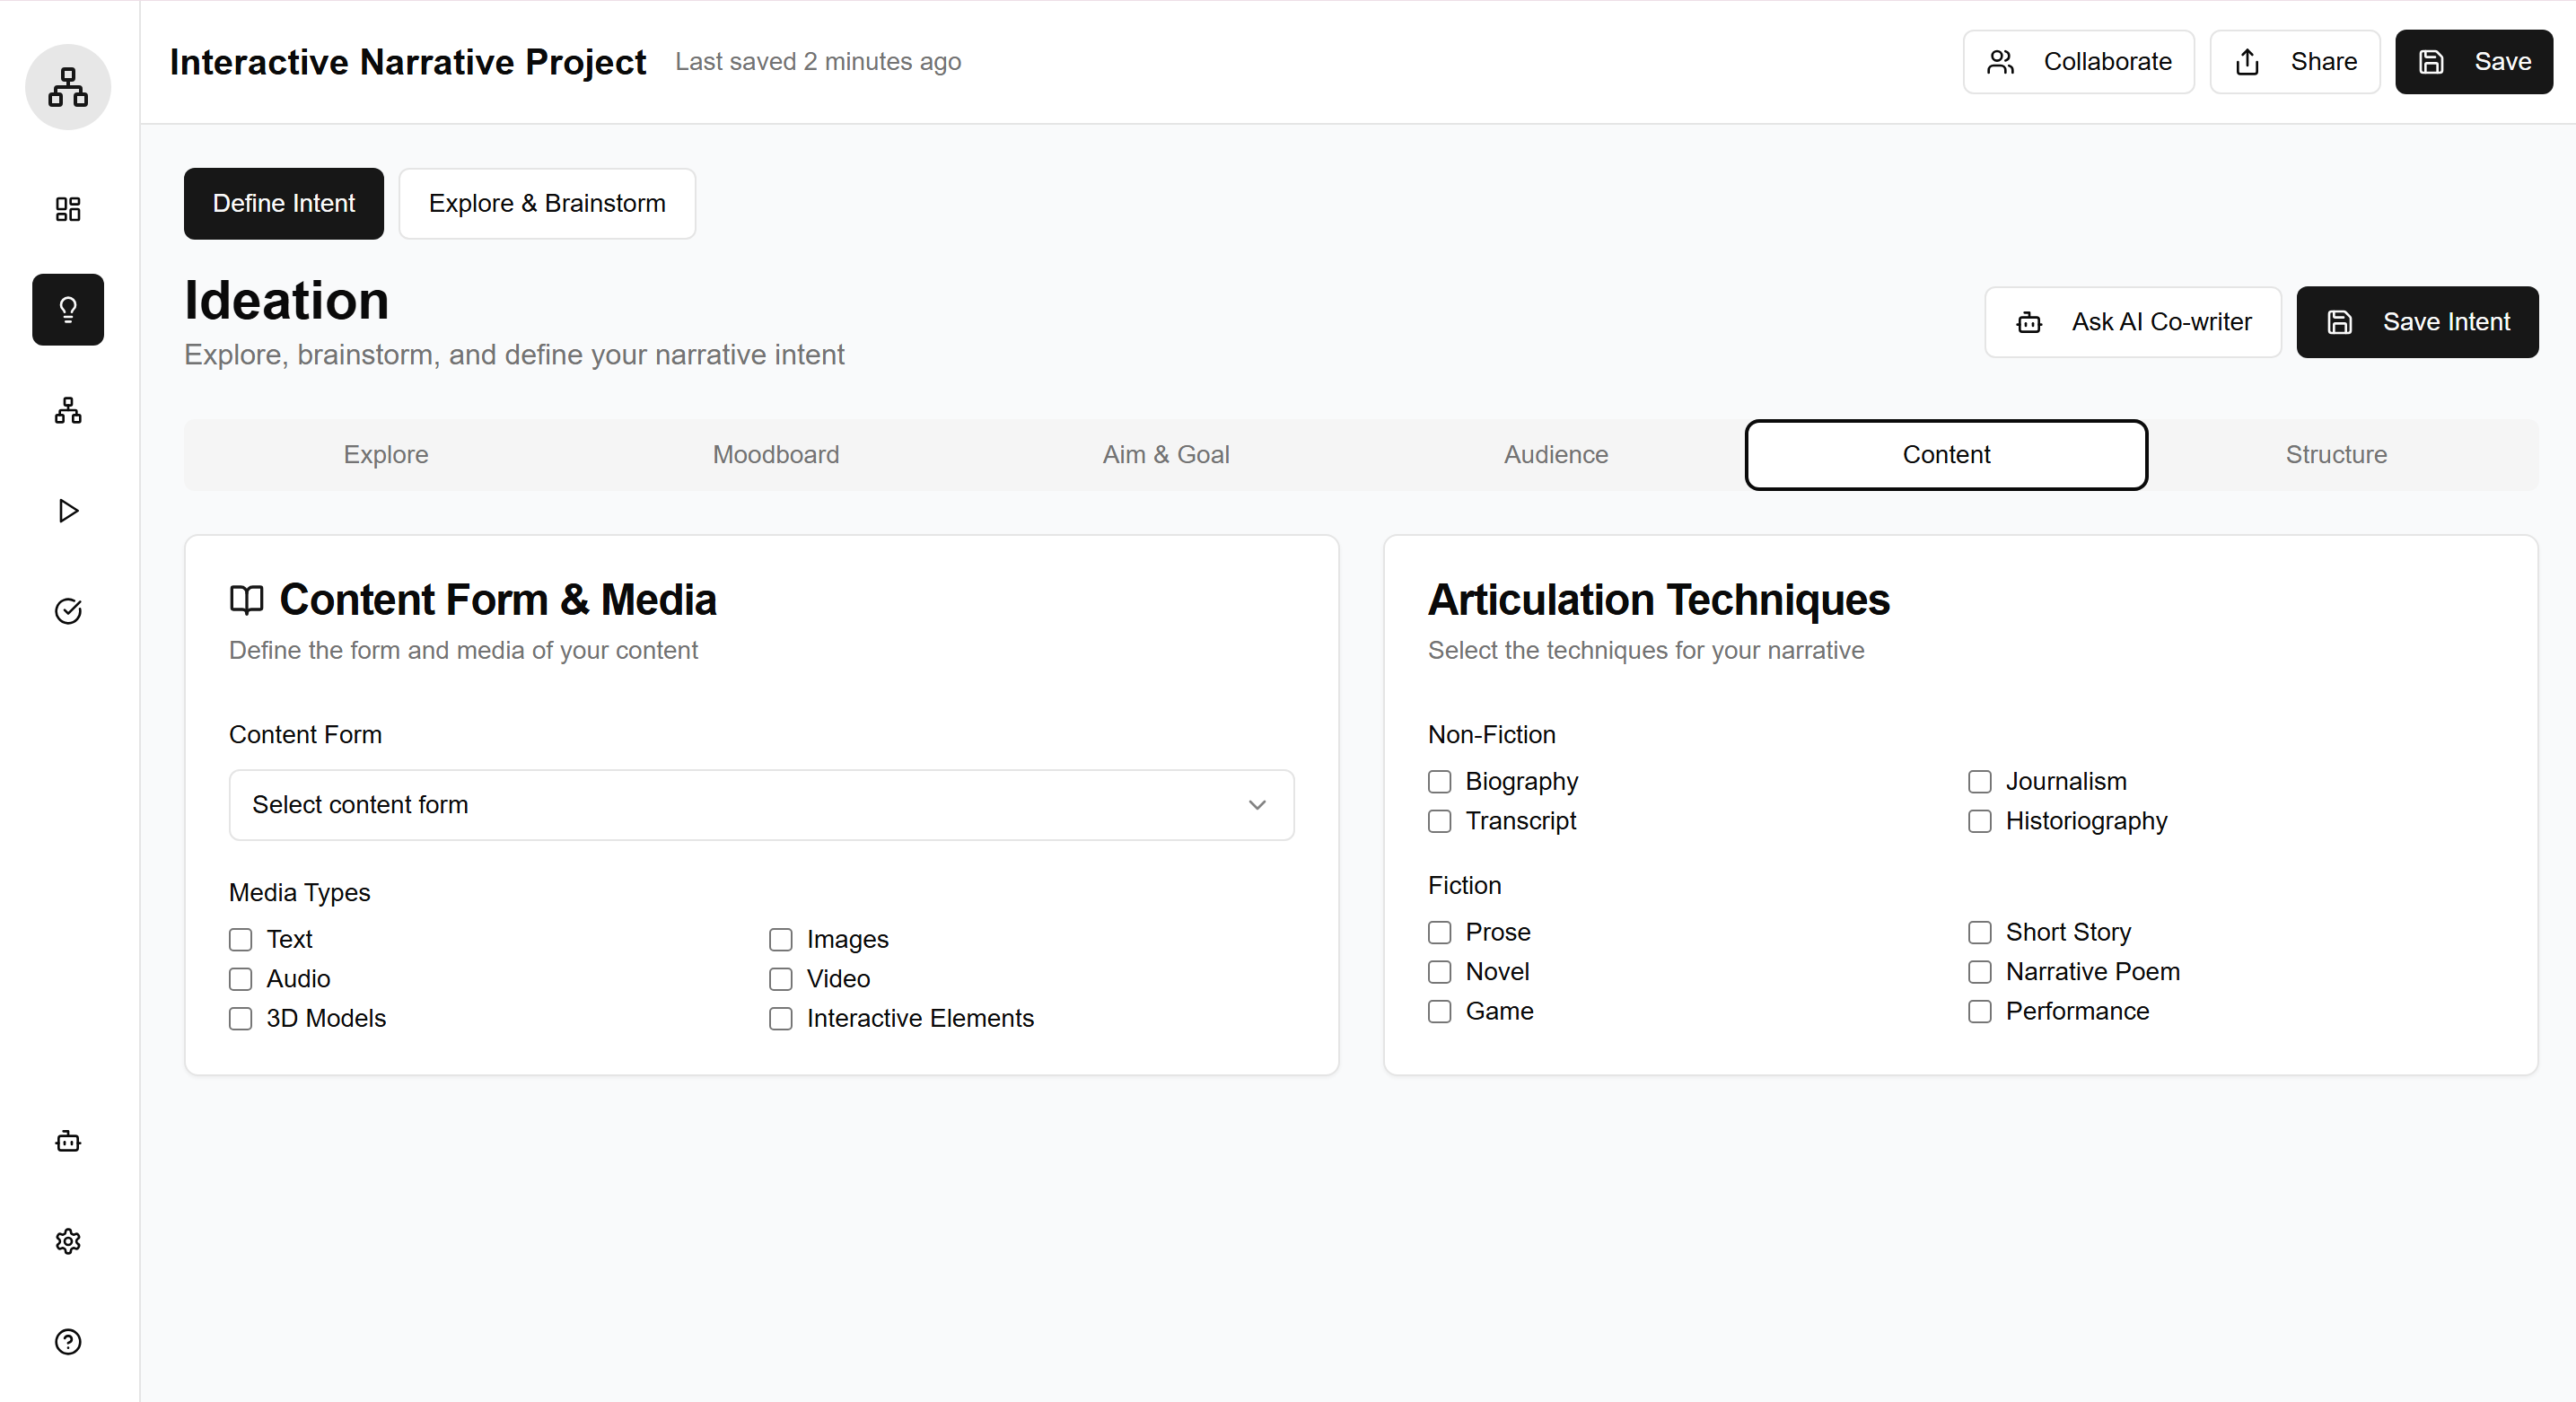 Interactive Narrative Project Last saved 2 minutes ago Collaborate Share Save
Define Intent Explore & Brainstorm
Ideation
Explore, brainstorm, and define your narrative intent
Ask AI Co-writer Save Intent
Explore Moodboard Aim & Goal Audience Content Structure
Content Form & Media
Define the form and media of your content
Content Form
Select content form
Media Types
Text Images
Audio Video
3D Models Interactive Elements
Articulation Techniques
Select the techniques for your narrative
Non-Fiction
Biography Journalism
Transcript Historiography
Fiction
Prose Short Story
Novel Narrative Poem
Game Performance